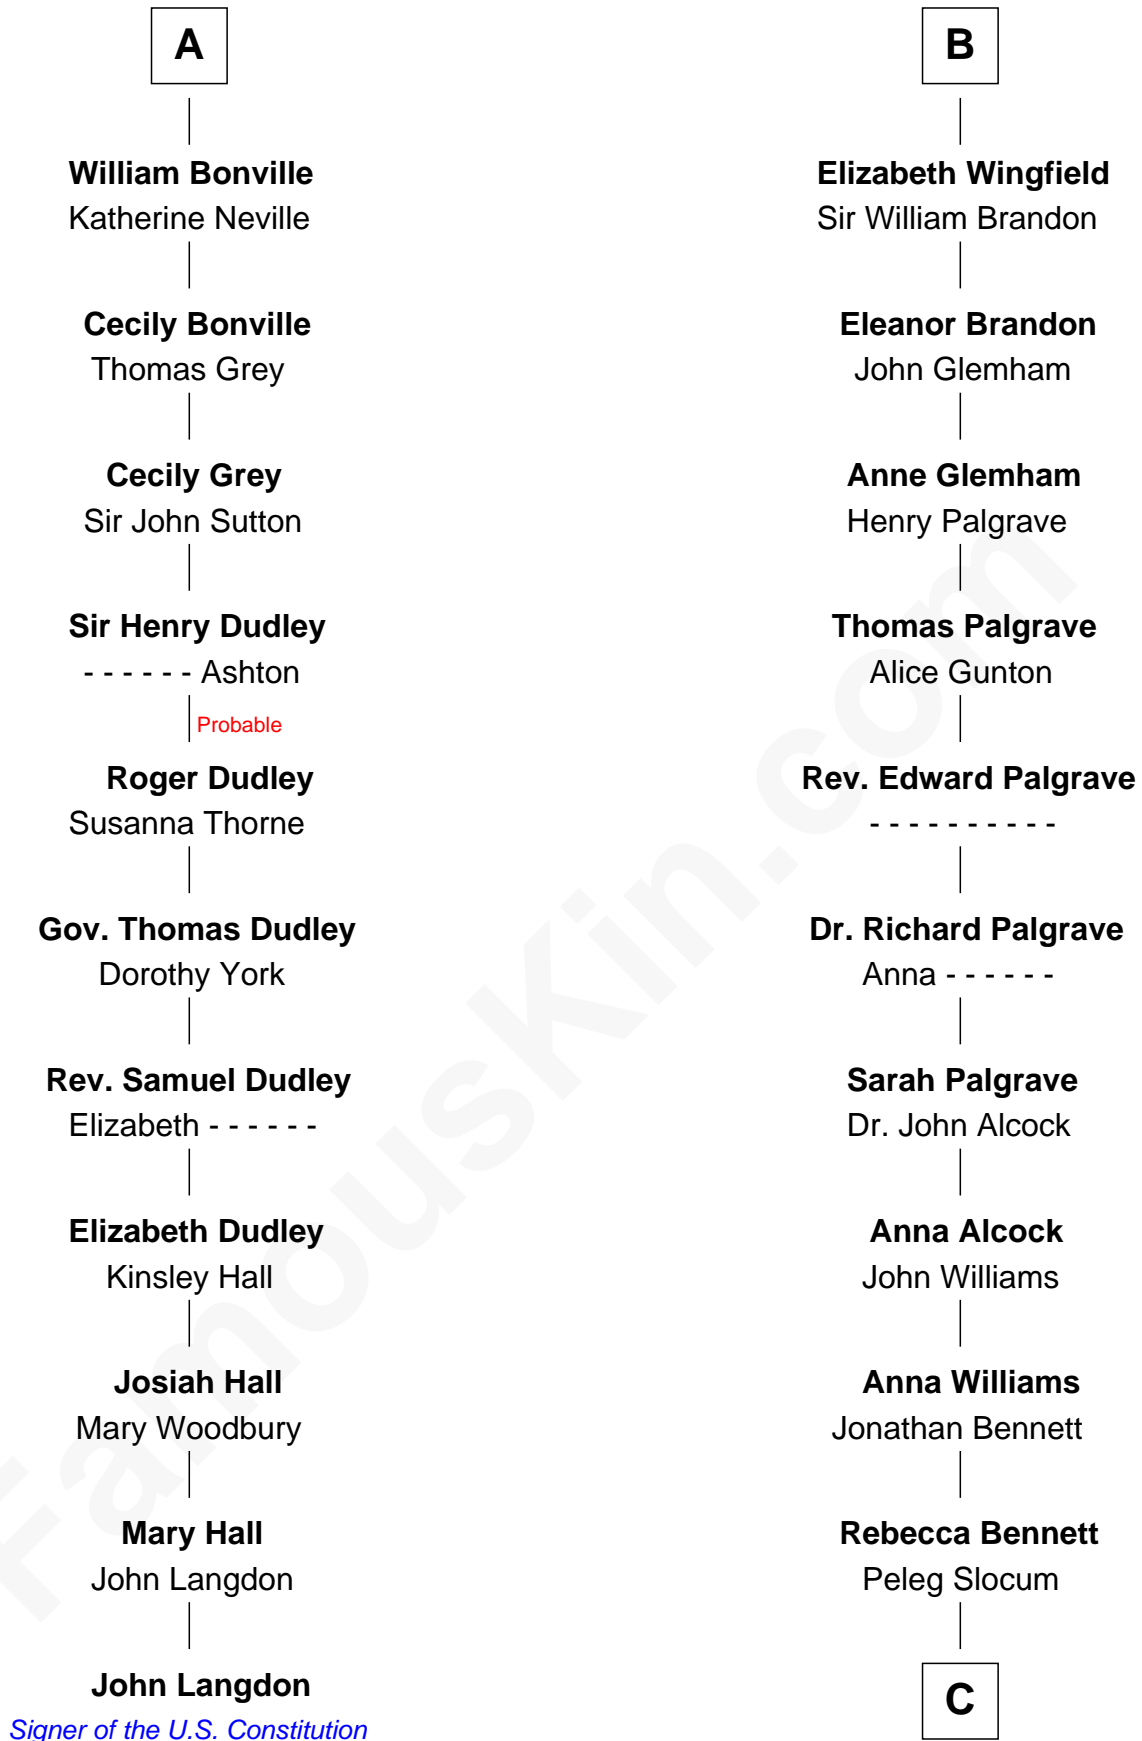 A
William Bonville
Katherine Neville
Cecily Bonville
Thomas Grey
Cecily Grey
Sir John Sutton
Sir Henry Dudley
- - - - - - Ashton
Probable
Roger Dudley
Susanna Thorne
Gov. Thomas Dudley
Dorothy York
Rev. Samuel Dudley
Elizabeth - - - - - -
Elizabeth Dudley
Kinsley Hall
Josiah Hall
Mary Woodbury
Mary Hall
John Langdon
John Langdon
Signer of the U.S. Constitution
B
Elizabeth Wingfield
Sir William Brandon
Eleanor Brandon
John Glemham
Anne Glemham
Henry Palgrave
Thomas Palgrave
Alice Gunton
Rev. Edward Palgrave
- - - - - - - - - -
Dr. Richard Palgrave
Anna - - - - - -
Sarah Palgrave
Dr. John Alcock
Anna Alcock
John Williams
Anna Williams
Jonathan Bennett
Rebecca Bennett
Peleg Slocum
C
FamousKin.com